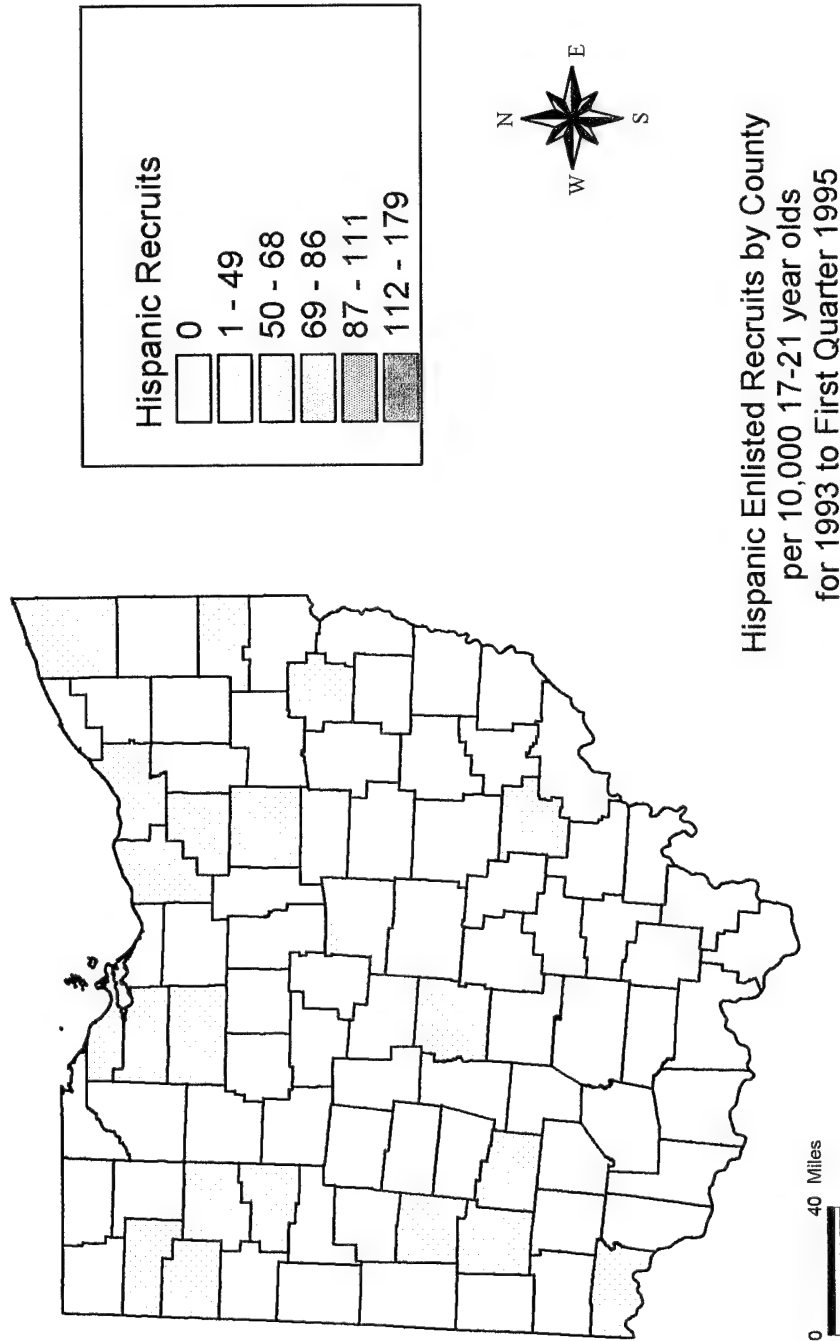 Hispanic Recruits
0
1 - 49
50 - 68
69 - 86
87 - 111
112 - 179
N
W
E
S
Hispanic Enlisted Recruits by County
per 10,000 17-21 year olds
for 1993 to First Quarter 1995
0
40 Miles